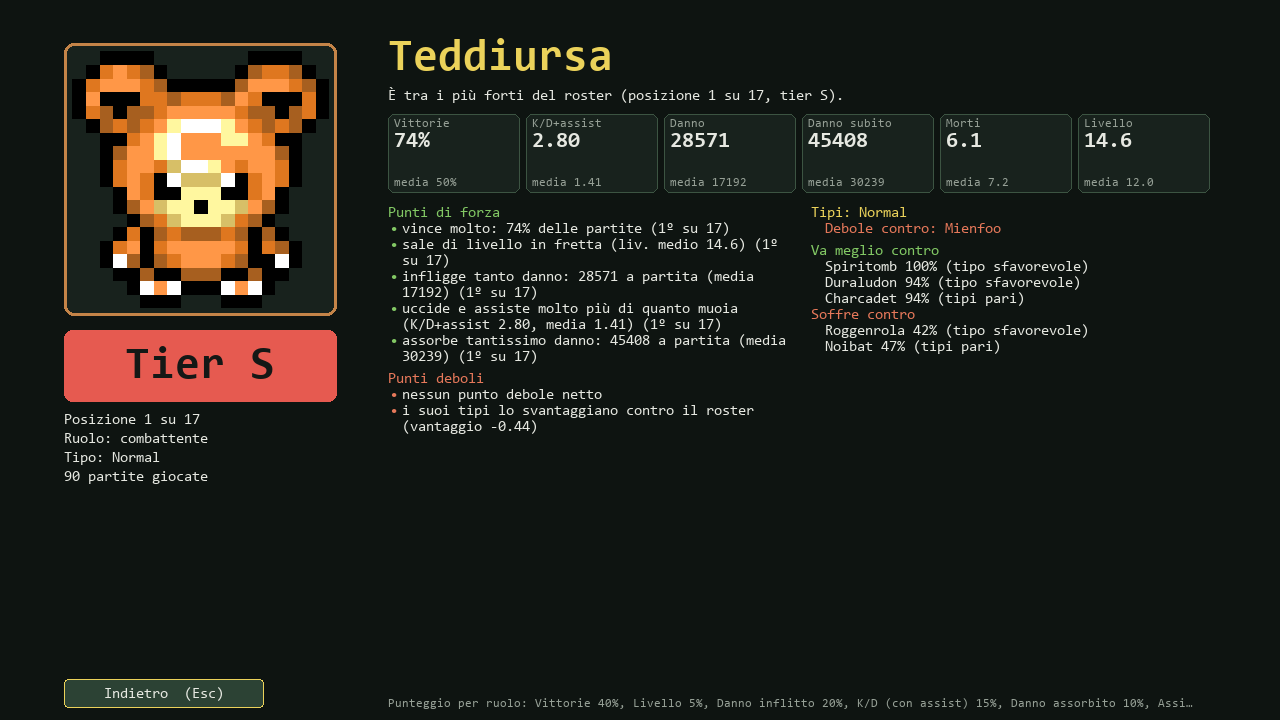 Teddiursa
È tra i più forti del roster (posizione 1 su 17, tier S).
Vittorie
74%
media 50%
K/D+assist
2.80
media 1.41
Danno
28571
media 17192
Danno subito
45408
media 30239
Morti
6.1
media 7.2
Livello
14.6
media 12.0
Tier S
Posizione 1 su 17
Ruolo: combattente
Tipo: Normal
90 partite giocate
Punti di forza
• vince molto: 74% delle partite (1º su 17)
• sale di livello in fretta (liv. medio 14.6) (1º
su 17)
• infligge tanto danno: 28571 a partita (media
17192) (1º su 17)
• uccide e assiste molto più di quanto muoia
(K/D+assist 2.80, media 1.41) (1º su 17)
• assorbe tantissimo danno: 45408 a partita (media
30239) (1º su 17)
Punti deboli
• nessun punto debole netto
• i suoi tipi lo svantaggiano contro il roster
(vantaggio -0.44)
Tipi: Normal
Debole contro: Mienfoo
Va meglio contro
Spiritomb 100% (tipo sfavorevole)
Duraludon 94% (tipo sfavorevole)
Charcadet 94% (tipi pari)
Soffre contro
Roggenrola 42% (tipo sfavorevole)
Noibat 47% (tipi pari)
Indietro (Esc)
Punteggio per ruolo: Vittorie 40%, Livello 5%, Danno inflitto 20%, K/D (con assist) 15%, Danno assorbito 10%, Assi…